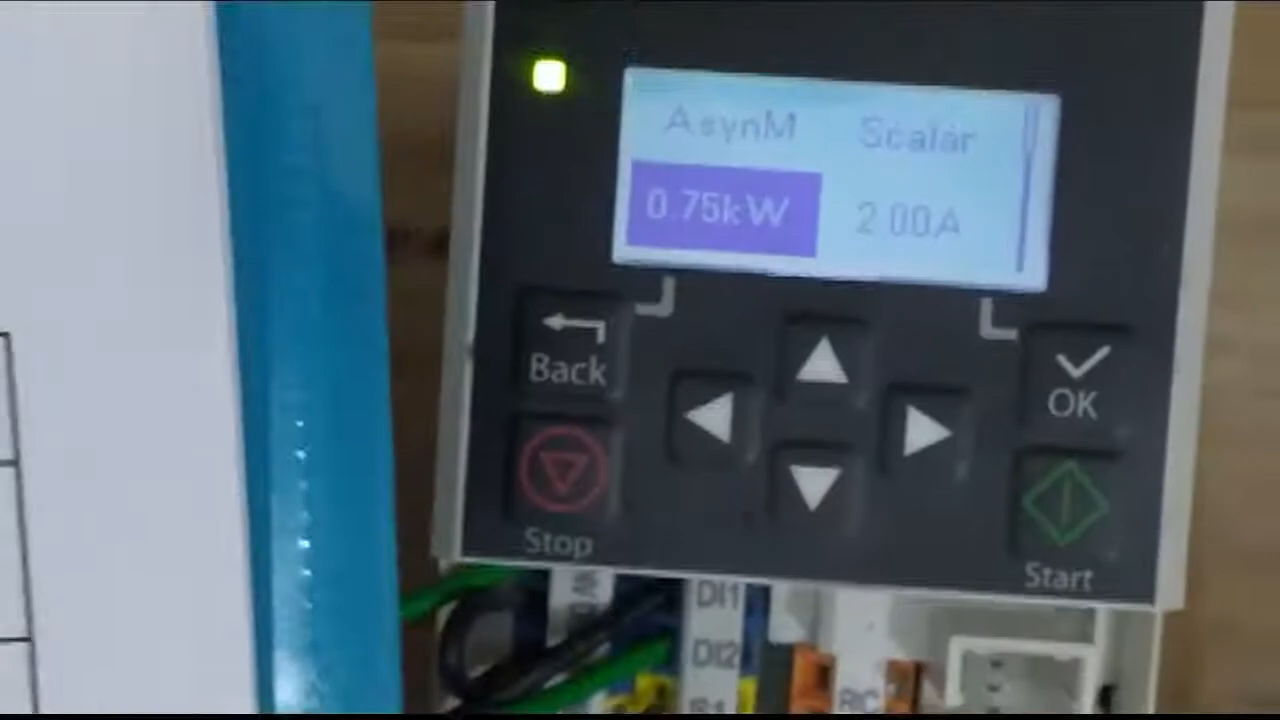 AsynM Scalar
0.75kW 2.00A
Back
OK
Stop
Start
DI1
DI2